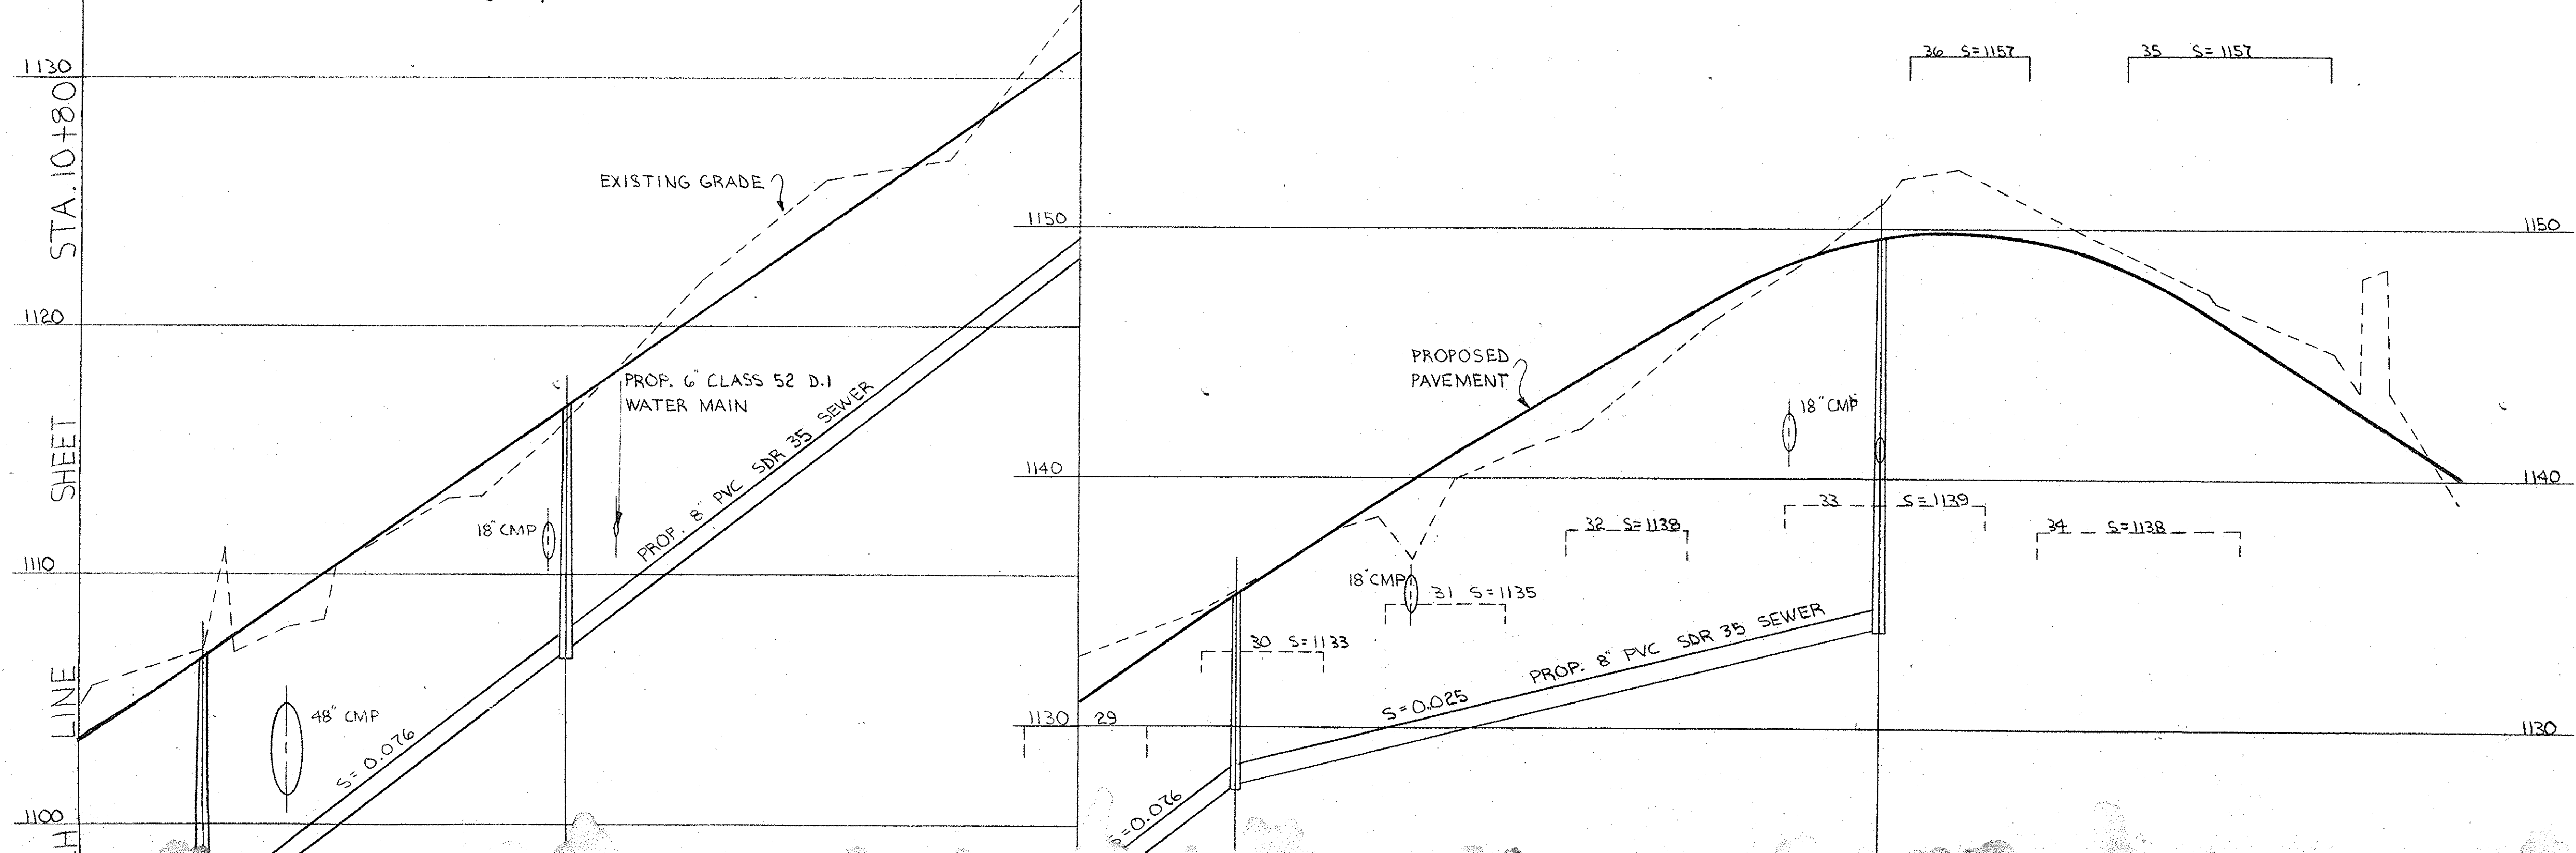 1130
STA. 10+80
SHEET
LINE
H
1120
1110
1100
EXISTING GRADE
PROP. 6" CLASS 52 D.I
WATER MAIN
18" CMP
PROP. 8" PVC SDR 35 SEWER
48" CMP
S= 0.076
1150
1140
1130
29
36 S=1157
35 S=1157
PROPOSED
PAVEMENT
18" CMP
18" CMP
33 S=1139
32 S=1138
34 S=1138
31 S=1135
30 S=1133
PROP. 8" PVC SDR 35 SEWER
S=0.025
S=0.076
1150
1140
1130